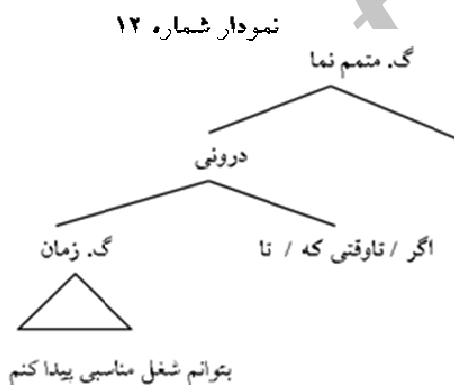 نمودار شماره ۱۲
گ. متمم نما
درونی
اگر / تاوقتی که / تا
گ. زمان
بتوانم شغل مناسبی پیدا کنم